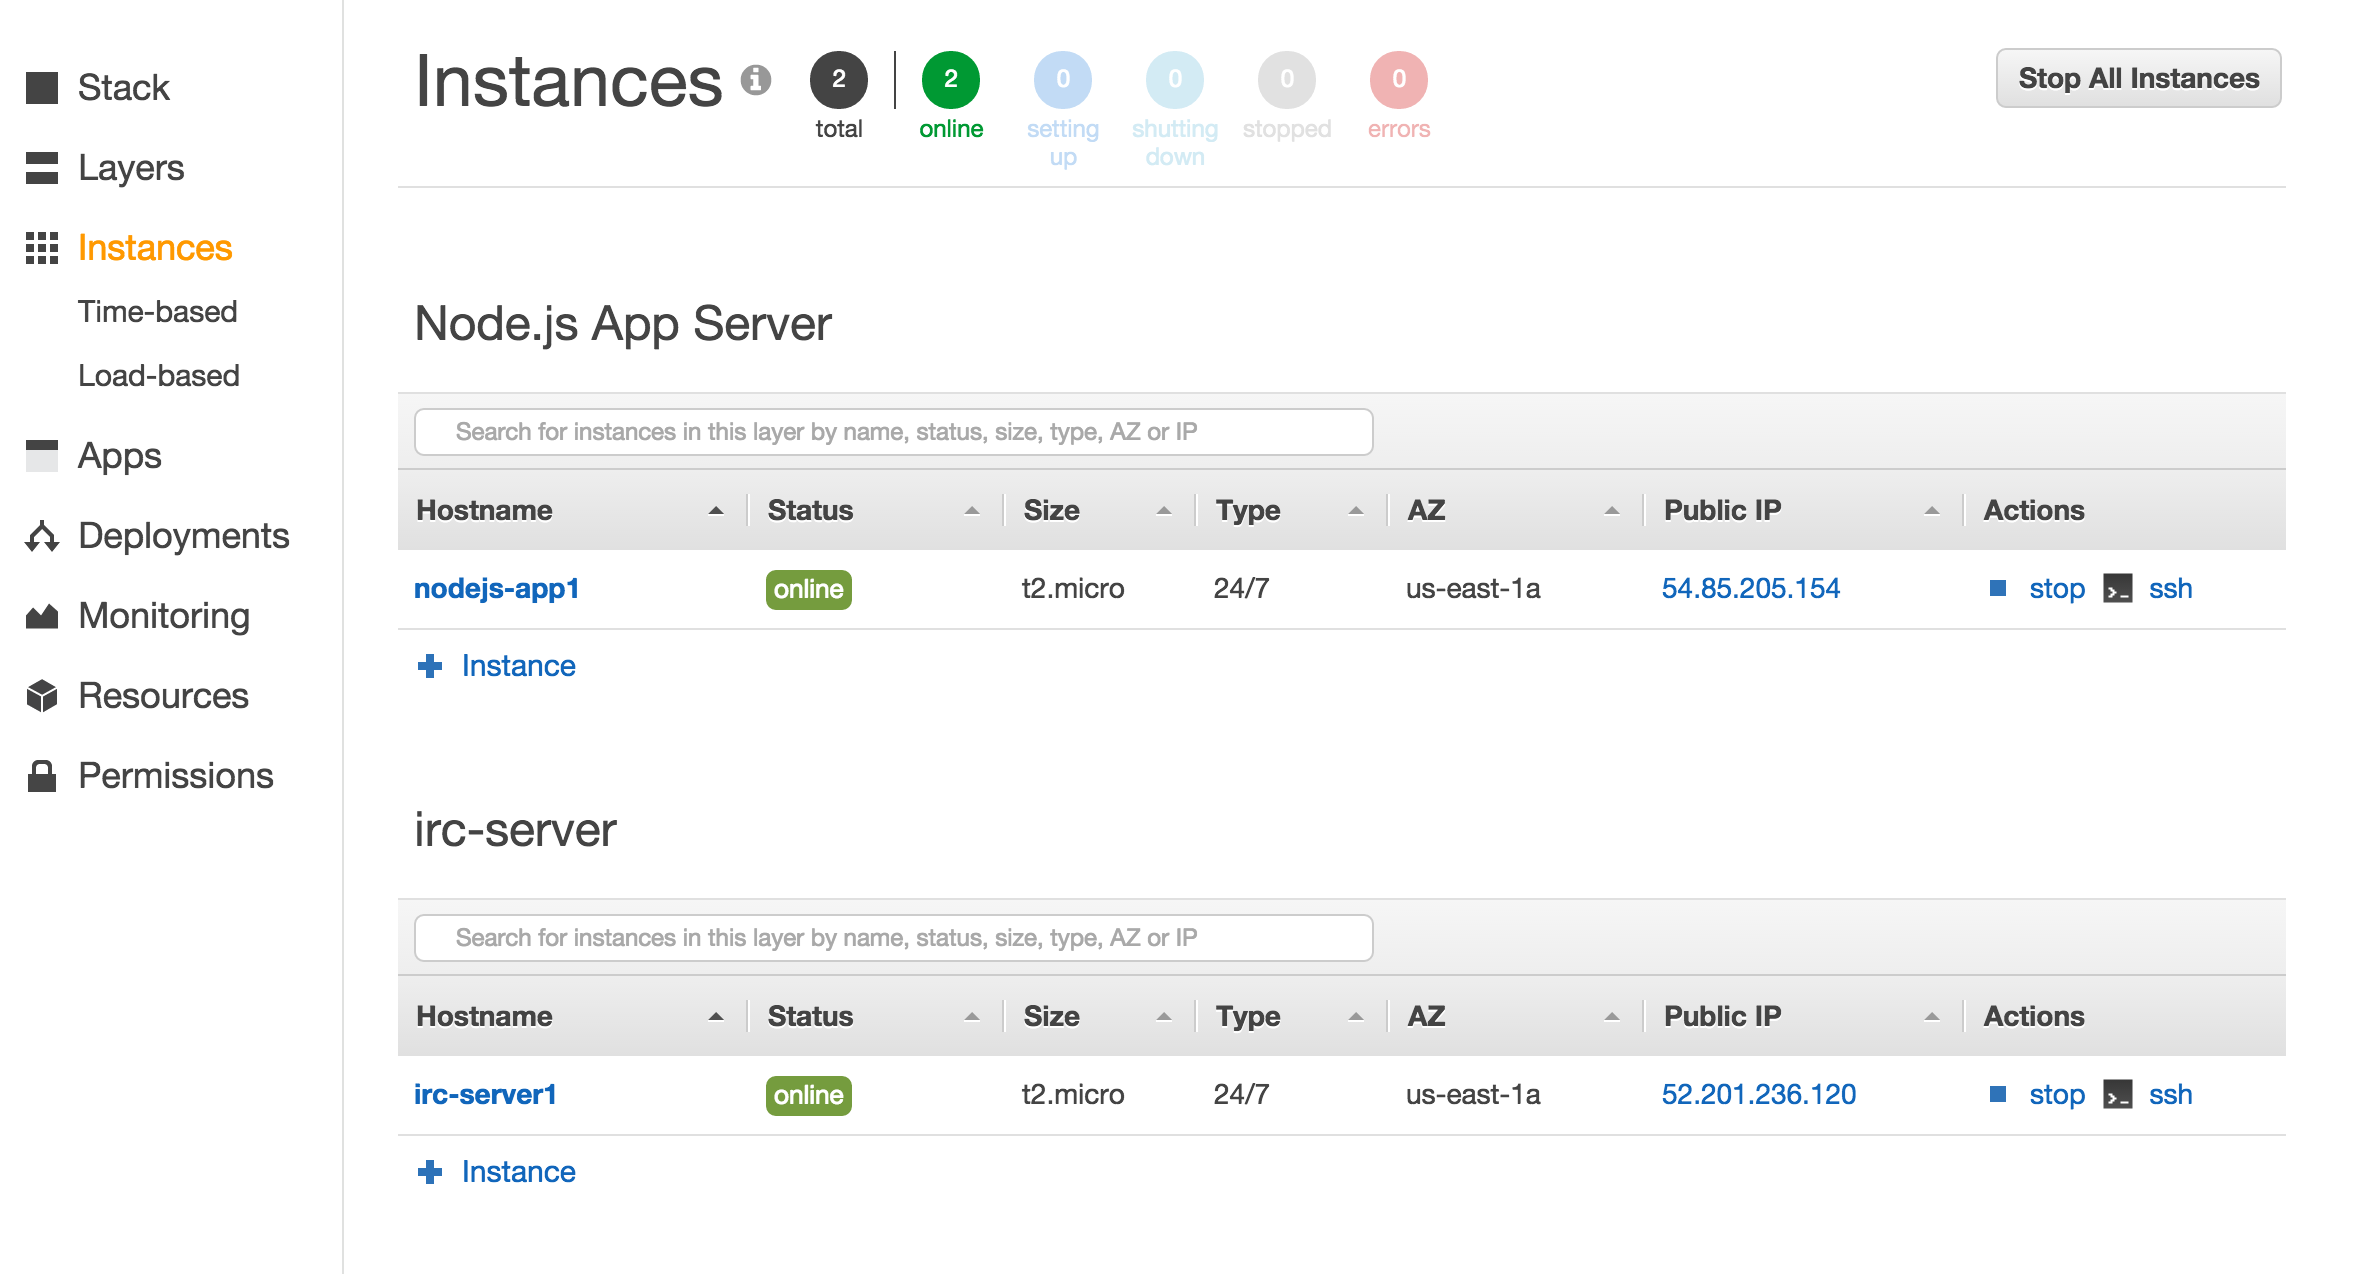 Stack
Layers
Instances
Time-based
Load-based
Apps
Deployments
Monitoring
Resources
Permissions
Instances i 2 2 0 0 0 0 Stop All Instances
total online setting up shutting down stopped errors
Node.js App Server
Search for instances in this layer by name, status, size, type, AZ or IP
Hostname Status Size Type AZ Public IP Actions
nodejs-app1 online t2.micro 24/7 us-east-1a 54.85.205.154 stop ssh
Instance
irc-server
Search for instances in this layer by name, status, size, type, AZ or IP
Hostname Status Size Type AZ Public IP Actions
irc-server1 online t2.micro 24/7 us-east-1a 52.201.236.120 stop ssh
Instance